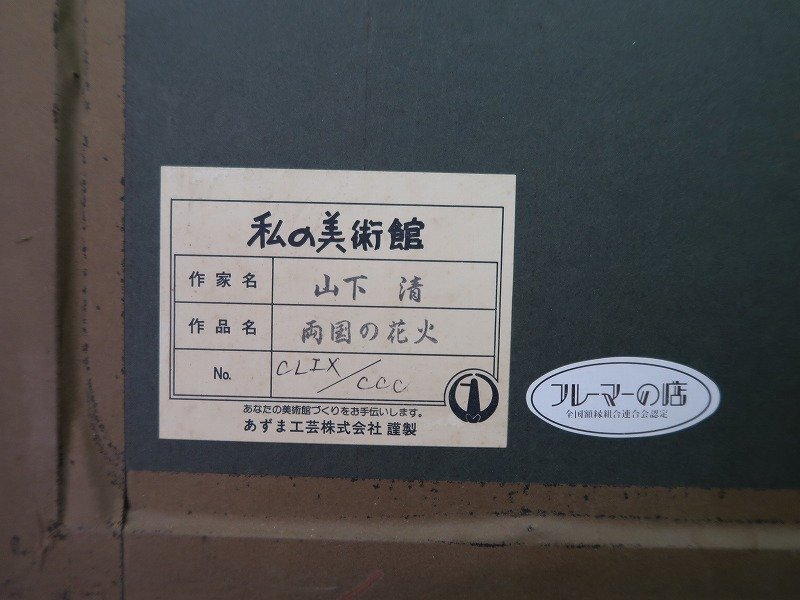 私の美術館
作家名 山下 清
作品名 両国の花火
No. CLIX/CCC
あなたの美術館づくりをお手伝いします。
あずま工芸株式会社 謹製
フレーマーの店
全国額縁組合連合会認定